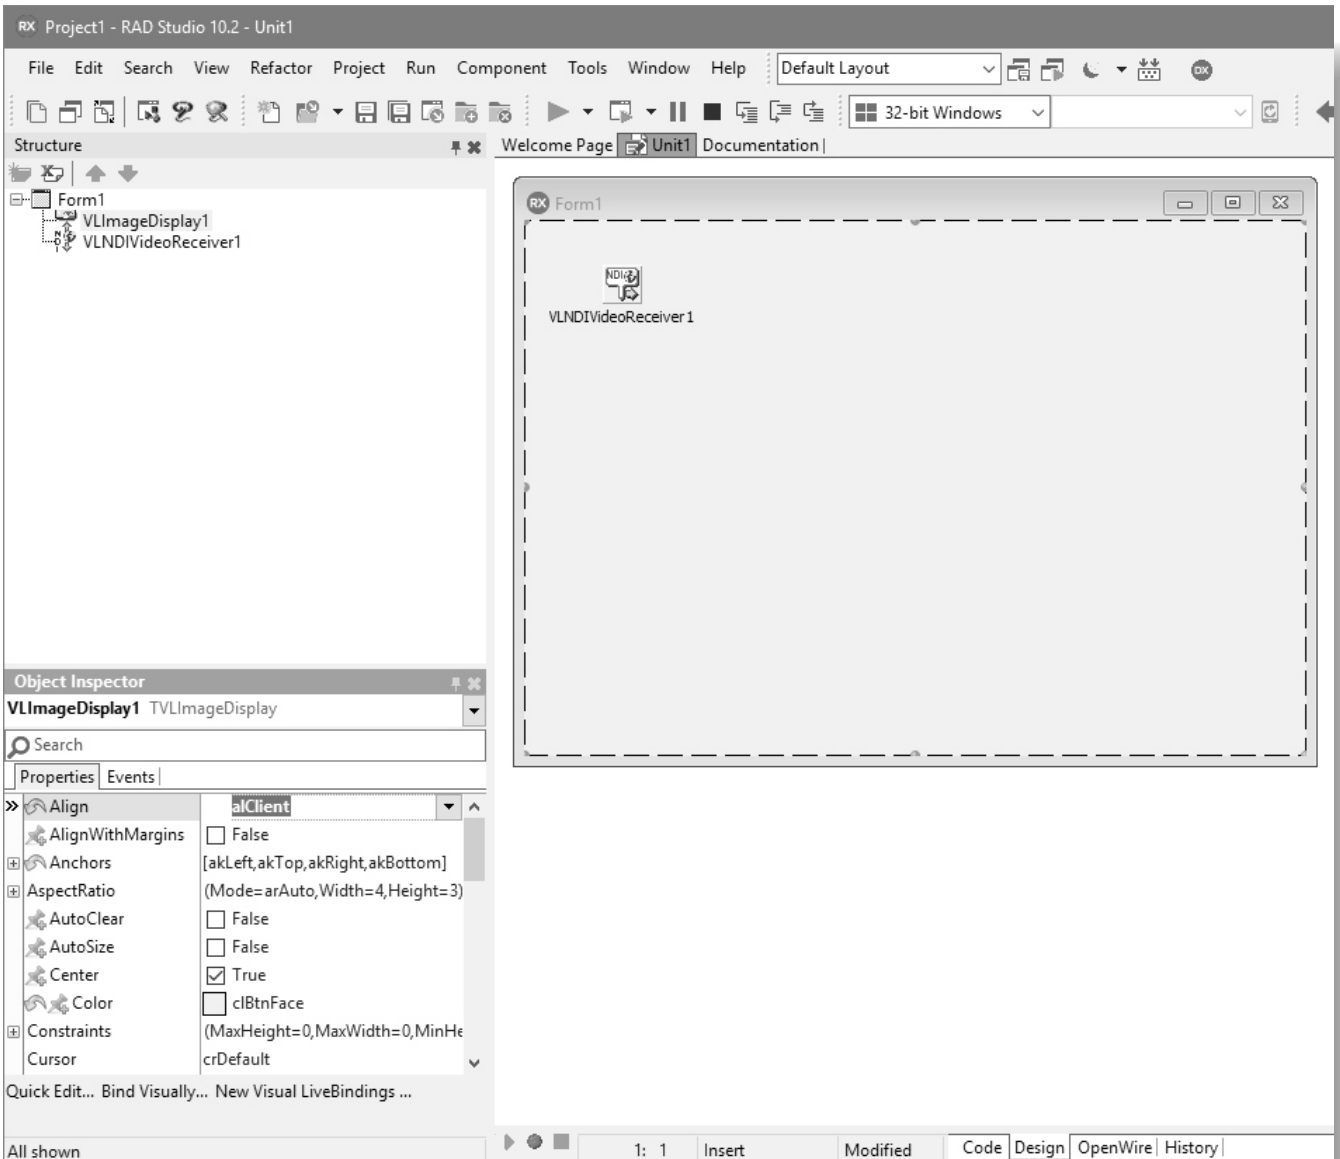 RX Project1 - RAD Studio 10.2 - Unit1
File Edit Search View Refactor Project Run Component Tools Window Help Default Layout DX
32-bit Windows
Structure
Welcome Page Unit1 Documentation
Form1
VLImageDisplay1
VLNDIVideoReceiver1
RX Form1
NDI
VLNDIVideoReceiver1
Object Inspector
VLImageDisplay1 TVLImageDisplay
Search
Properties Events
Align alClient
AlignWithMargins False
Anchors [akLeft,akTop,akRight,akBottom]
AspectRatio (Mode=arAuto,Width=4,Height=3)
AutoClear False
AutoSize False
Center True
Color clBtnFace
Constraints (MaxHeight=0,MaxWidth=0,MinHe
Cursor crDefault
Quick Edit... Bind Visually... New Visual LiveBindings ...
All shown
1: 1 Insert Modified Code Design OpenWire History